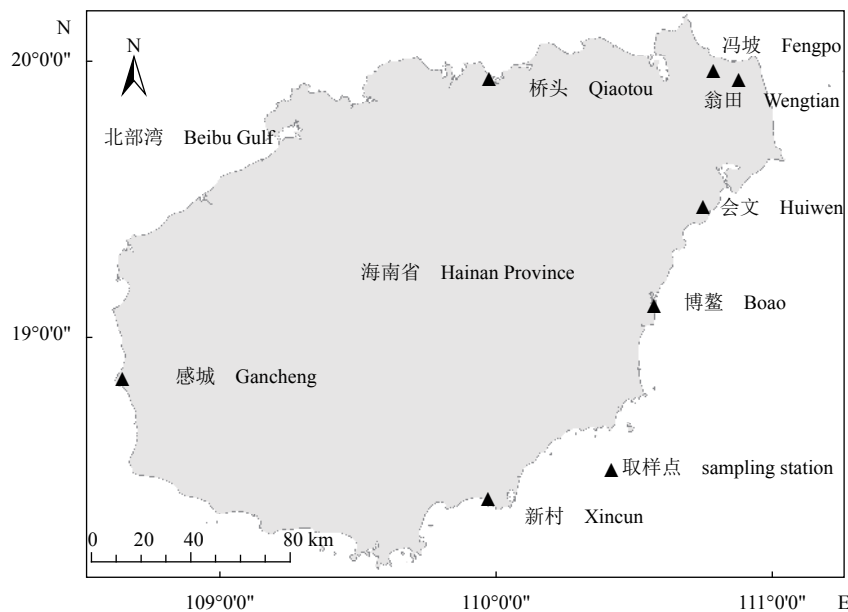 N
N
20°0'0"
冯坡 Fengpo
桥头 Qiaotou
翁田 Wengtian
北部湾 Beibu Gulf
会文 Huiwen
海南省 Hainan Province
博鳌 Boao
19°0'0"
感城 Gancheng
取样点 sampling station
新村 Xincun
0 20 40 80 km
109°0'0" 110°0'0" 111°0'0" E